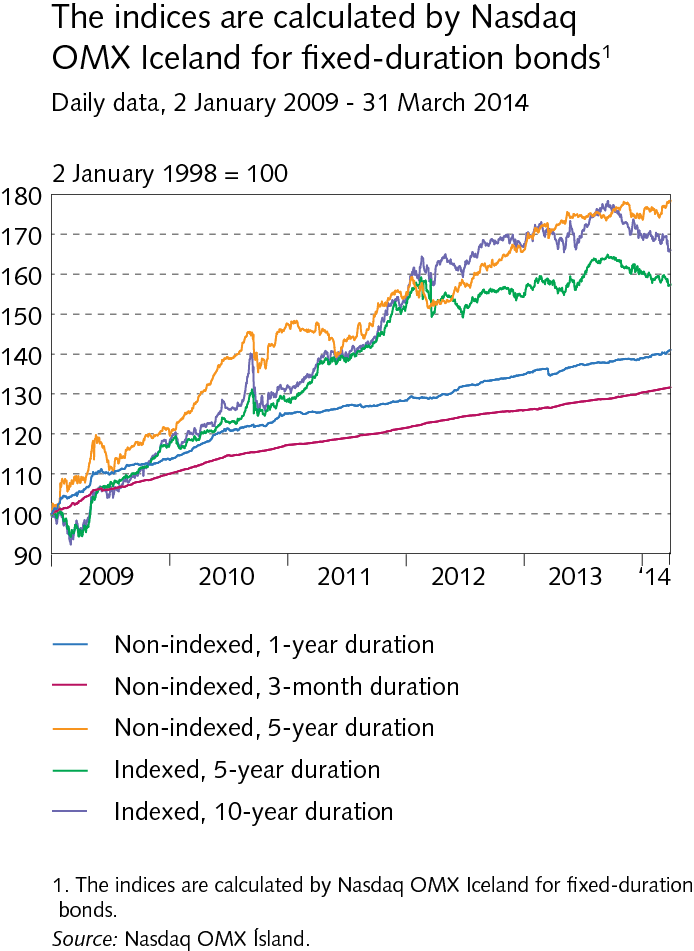 The indices are calculated by Nasdaq
OMX Iceland for fixed-duration bonds¹
Daily data, 2 January 2009 - 31 March 2014
2 January 1998 = 100
180
170
160
150
140
130
120
110
100
90
2009 2010 2011 2012 2013 '14
Non-indexed, 1-year duration
Non-indexed, 3-month duration
Non-indexed, 5-year duration
Indexed, 5-year duration
Indexed, 10-year duration
1. The indices are calculated by Nasdaq OMX Iceland for fixed-duration
bonds.
Source: Nasdaq OMX Ísland.